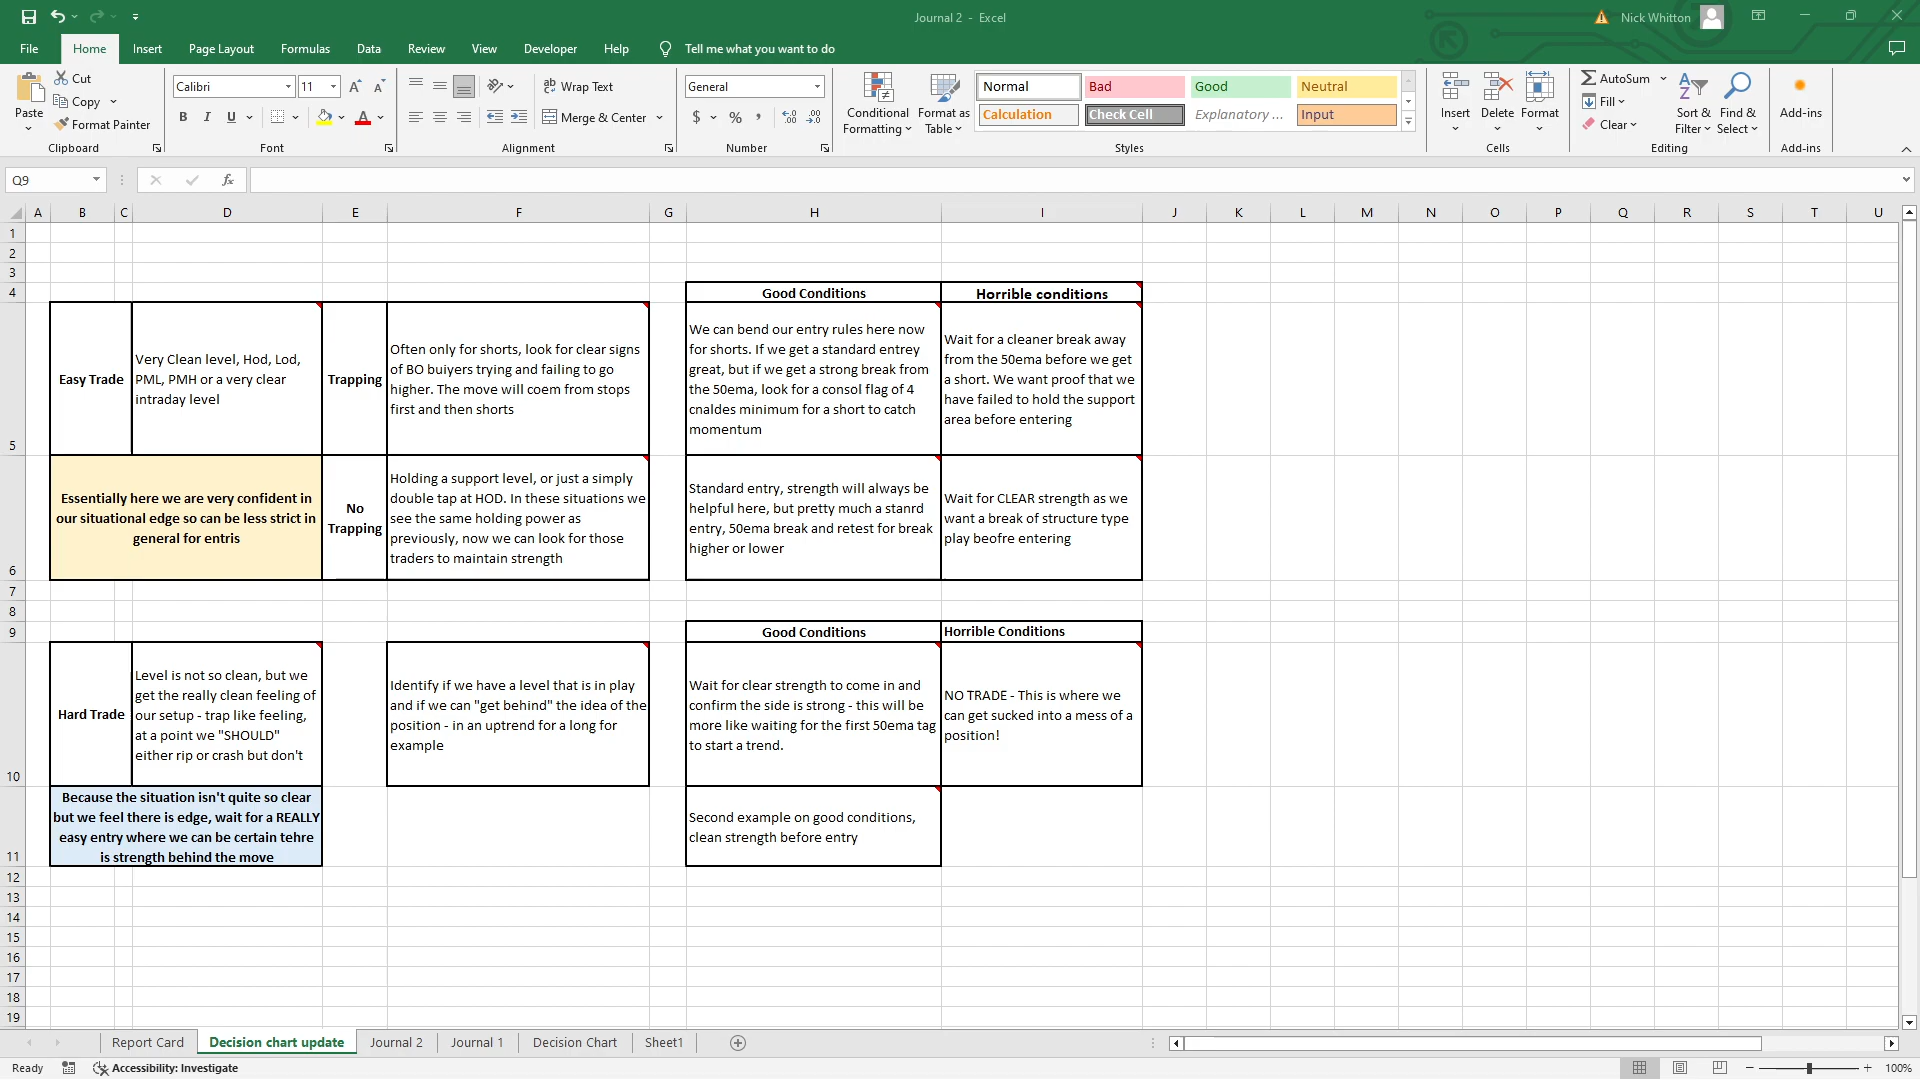 Journal 2 - Excel
Nick Whitton
File Home Insert Page Layout Formulas Data Review View Developer Help Tell me what you want to do
Paste
Cut
Copy
Format Painter
Clipboard
Calibri 11
B I U
Font
Wrap Text
Merge & Center
Alignment
General
$ % ,
Number
Conditional Formatting
Format as Table
Normal Bad Good Neutral
Calculation Check Cell Explanatory ... Input
Styles
Insert Delete Format
Cells
AutoSum
Fill
Clear
Sort & Filter
Find & Select
Editing
Add-ins
Add-ins
Q9
fx
A B C D E F G H I J K L M N O P Q R S T U
1
2
3
4
Good Conditions
Horrible conditions
5
Easy Trade
Very Clean level, Hod, Lod,
PML, PMH or a very clear
intraday level
Trapping
Often only for shorts, look for clear signs
of BO buiyers trying and failing to go
higher. The move will coem from stops
first and then shorts
We can bend our entry rules here now
for shorts. If we get a standard entrey
great, but if we get a strong break from
the 50ema, look for a consol flag of 4
cnaldes minimum for a short to catch
momentum
Wait for a cleaner break away
from the 50ema before we get
a short. We want proof that we
have failed to hold the support
area before entering
6
Essentially here we are very confident in
our situational edge so can be less strict in
general for entris
No
Trapping
Holding a support level, or just a simply
double tap at HOD. In these situations we
see the same holding power as
previously, now we can look for those
traders to maintain strength
Standard entry, strength will always be
helpful here, but pretty much a stanrd
entry, 50ema break and retest for break
higher or lower
Wait for CLEAR strength as we
want a break of structure type
play beofre entering
7
8
9
Good Conditions
Horrible Conditions
10
Hard Trade
Level is not so clean, but we
get the really clean feeling of
our setup - trap like feeling,
at a point we "SHOULD"
either rip or crash but don't
Identify if we have a level that is in play
and if we can "get behind" the idea of the
position - in an uptrend for a long for
example
Wait for clear strength to come in and
confirm the side is strong - this will be
more like waiting for the first 50ema tag
to start a trend.
NO TRADE - This is where we
can get sucked into a mess of a
position!
11
Because the situation isn't quite so clear
but we feel there is edge, wait for a REALLY
easy entry where we can be certain tehre
is strength behind the move
Second example on good conditions,
clean strength before entry
12
13
14
15
16
17
18
19
Report Card Decision chart update Journal 2 Journal 1 Decision Chart Sheet1
Ready Accessibility: Investigate 100%